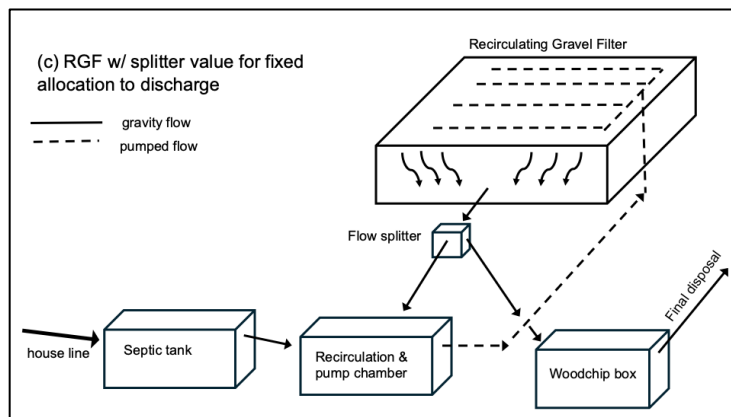 (c) RGF w/ splitter value for fixed
allocation to discharge
gravity flow
pumped flow
Recirculating Gravel Filter
Flow splitter
house line
Septic tank
Recirculation &
pump chamber
Woodchip box
Final disposal